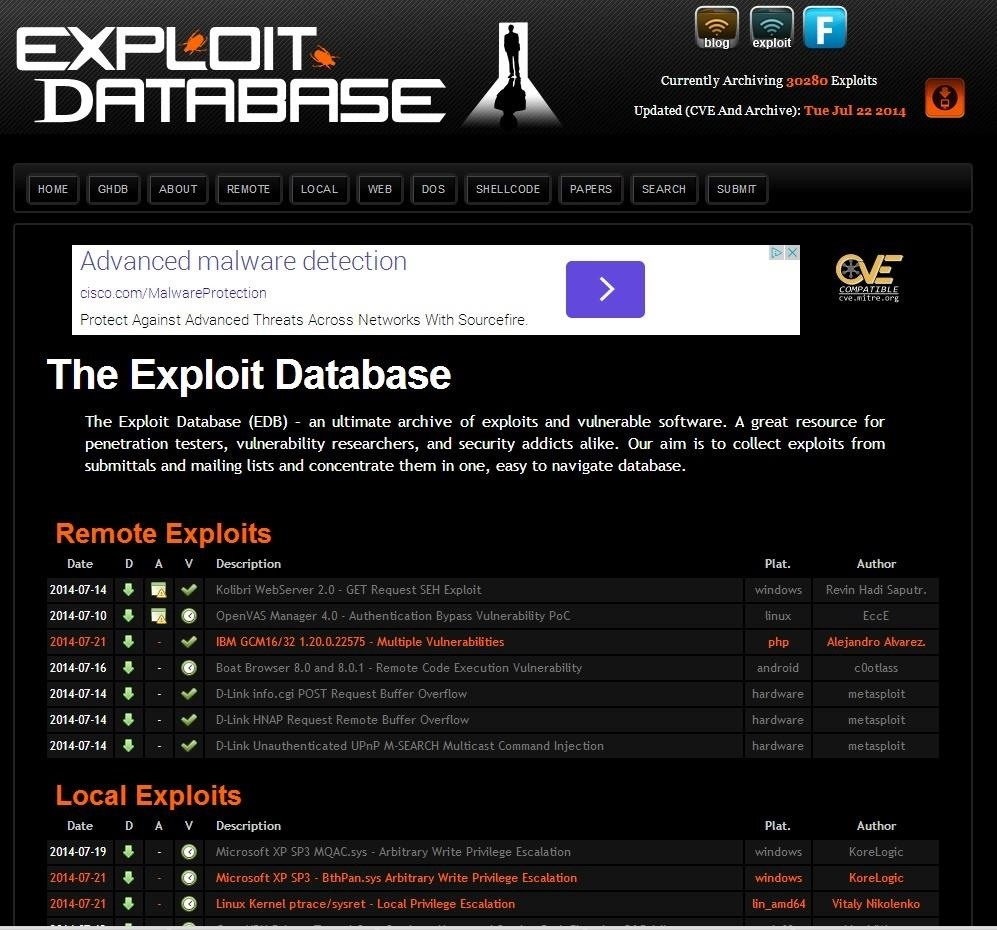 EXPLOIT
DATABASE
blog
exploit
F
Currently Archiving 30280 Exploits
Updated (CVE And Archive): Tue Jul 22 2014
HOME GHDB ABOUT REMOTE LOCAL WEB DOS SHELLCODE PAPERS SEARCH SUBMIT
Advanced malware detection
cisco.com/MalwareProtection
Protect Against Advanced Threats Across Networks With Sourcefire.
CVE
COMPATIBLE
cve.mitre.org
The Exploit Database
The Exploit Database (EDB) – an ultimate archive of exploits and vulnerable software. A great resource for
penetration testers, vulnerability researchers, and security addicts alike. Our aim is to collect exploits from
submittals and mailing lists and concentrate them in one, easy to navigate database.
Remote Exploits
Date D A V Description Plat. Author
2014-07-14 Kolibri WebServer 2.0 - GET Request SEH Exploit windows Revin Hadi Saputr.
2014-07-10 OpenVAS Manager 4.0 - Authentication Bypass Vulnerability PoC linux EccE
2014-07-21 - IBM GCM16/32 1.20.0.22575 - Multiple Vulnerabilities php Alejandro Alvarez.
2014-07-16 - Boat Browser 8.0 and 8.0.1 - Remote Code Execution Vulnerability android c0otlass
2014-07-14 - D-Link info.cgi POST Request Buffer Overflow hardware metasploit
2014-07-14 - D-Link HNAP Request Remote Buffer Overflow hardware metasploit
2014-07-14 - D-Link Unauthenticated UPnP M-SEARCH Multicast Command Injection hardware metasploit
Local Exploits
Date D A V Description Plat. Author
2014-07-19 - Microsoft XP SP3 MQAC.sys - Arbitrary Write Privilege Escalation windows KoreLogic
2014-07-21 - Microsoft XP SP3 - BthPan.sys Arbitrary Write Privilege Escalation windows KoreLogic
2014-07-21 - Linux Kernel ptrace/sysret - Local Privilege Escalation lin_amd64 Vitaly Nikolenko